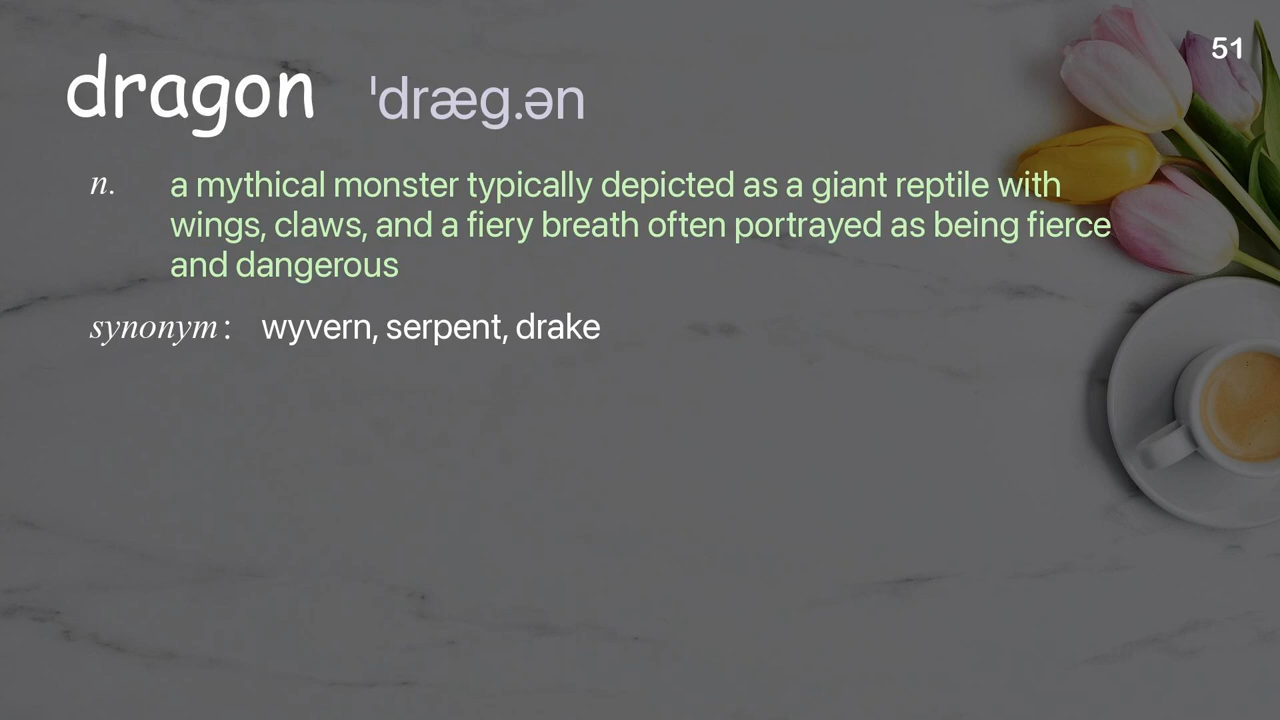 51
dragon ˈdræg.ən
n. a mythical monster typically depicted as a giant reptile with
wings, claws, and a fiery breath often portrayed as being fierce
and dangerous
synonym: wyvern, serpent, drake